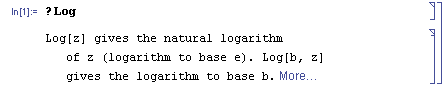 In[1]:= ? Log
Log[z] gives the natural logarithm
of z (logarithm to base e). Log[b, z]
gives the logarithm to base b. More...